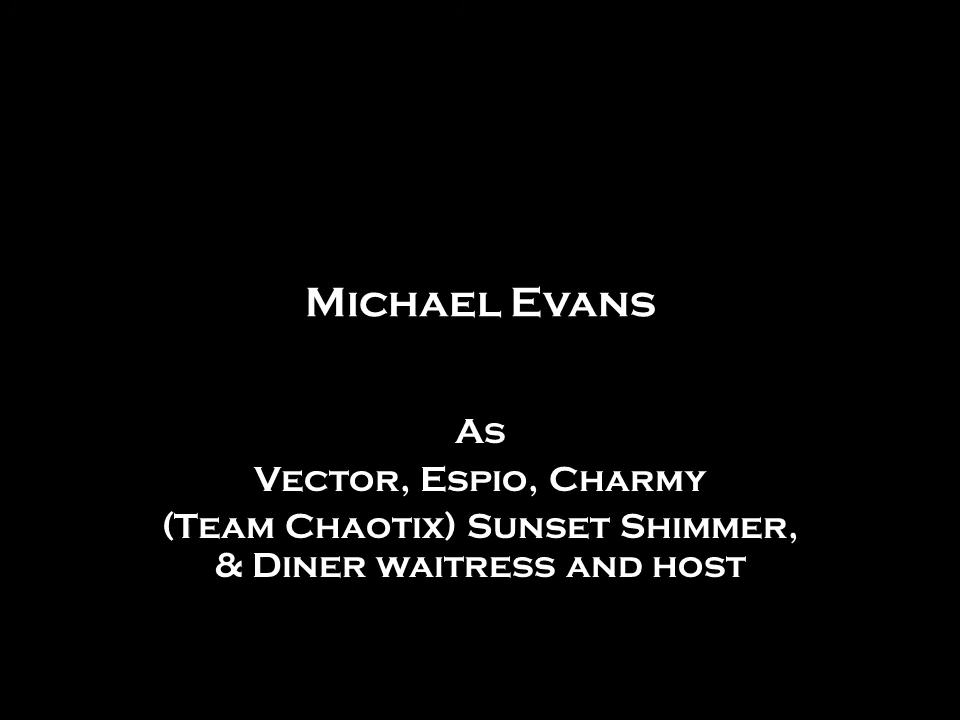 Michael Evans
As
Vector, Espio, Charmy
(Team Chaotix) Sunset Shimmer,
& Diner waitress and host